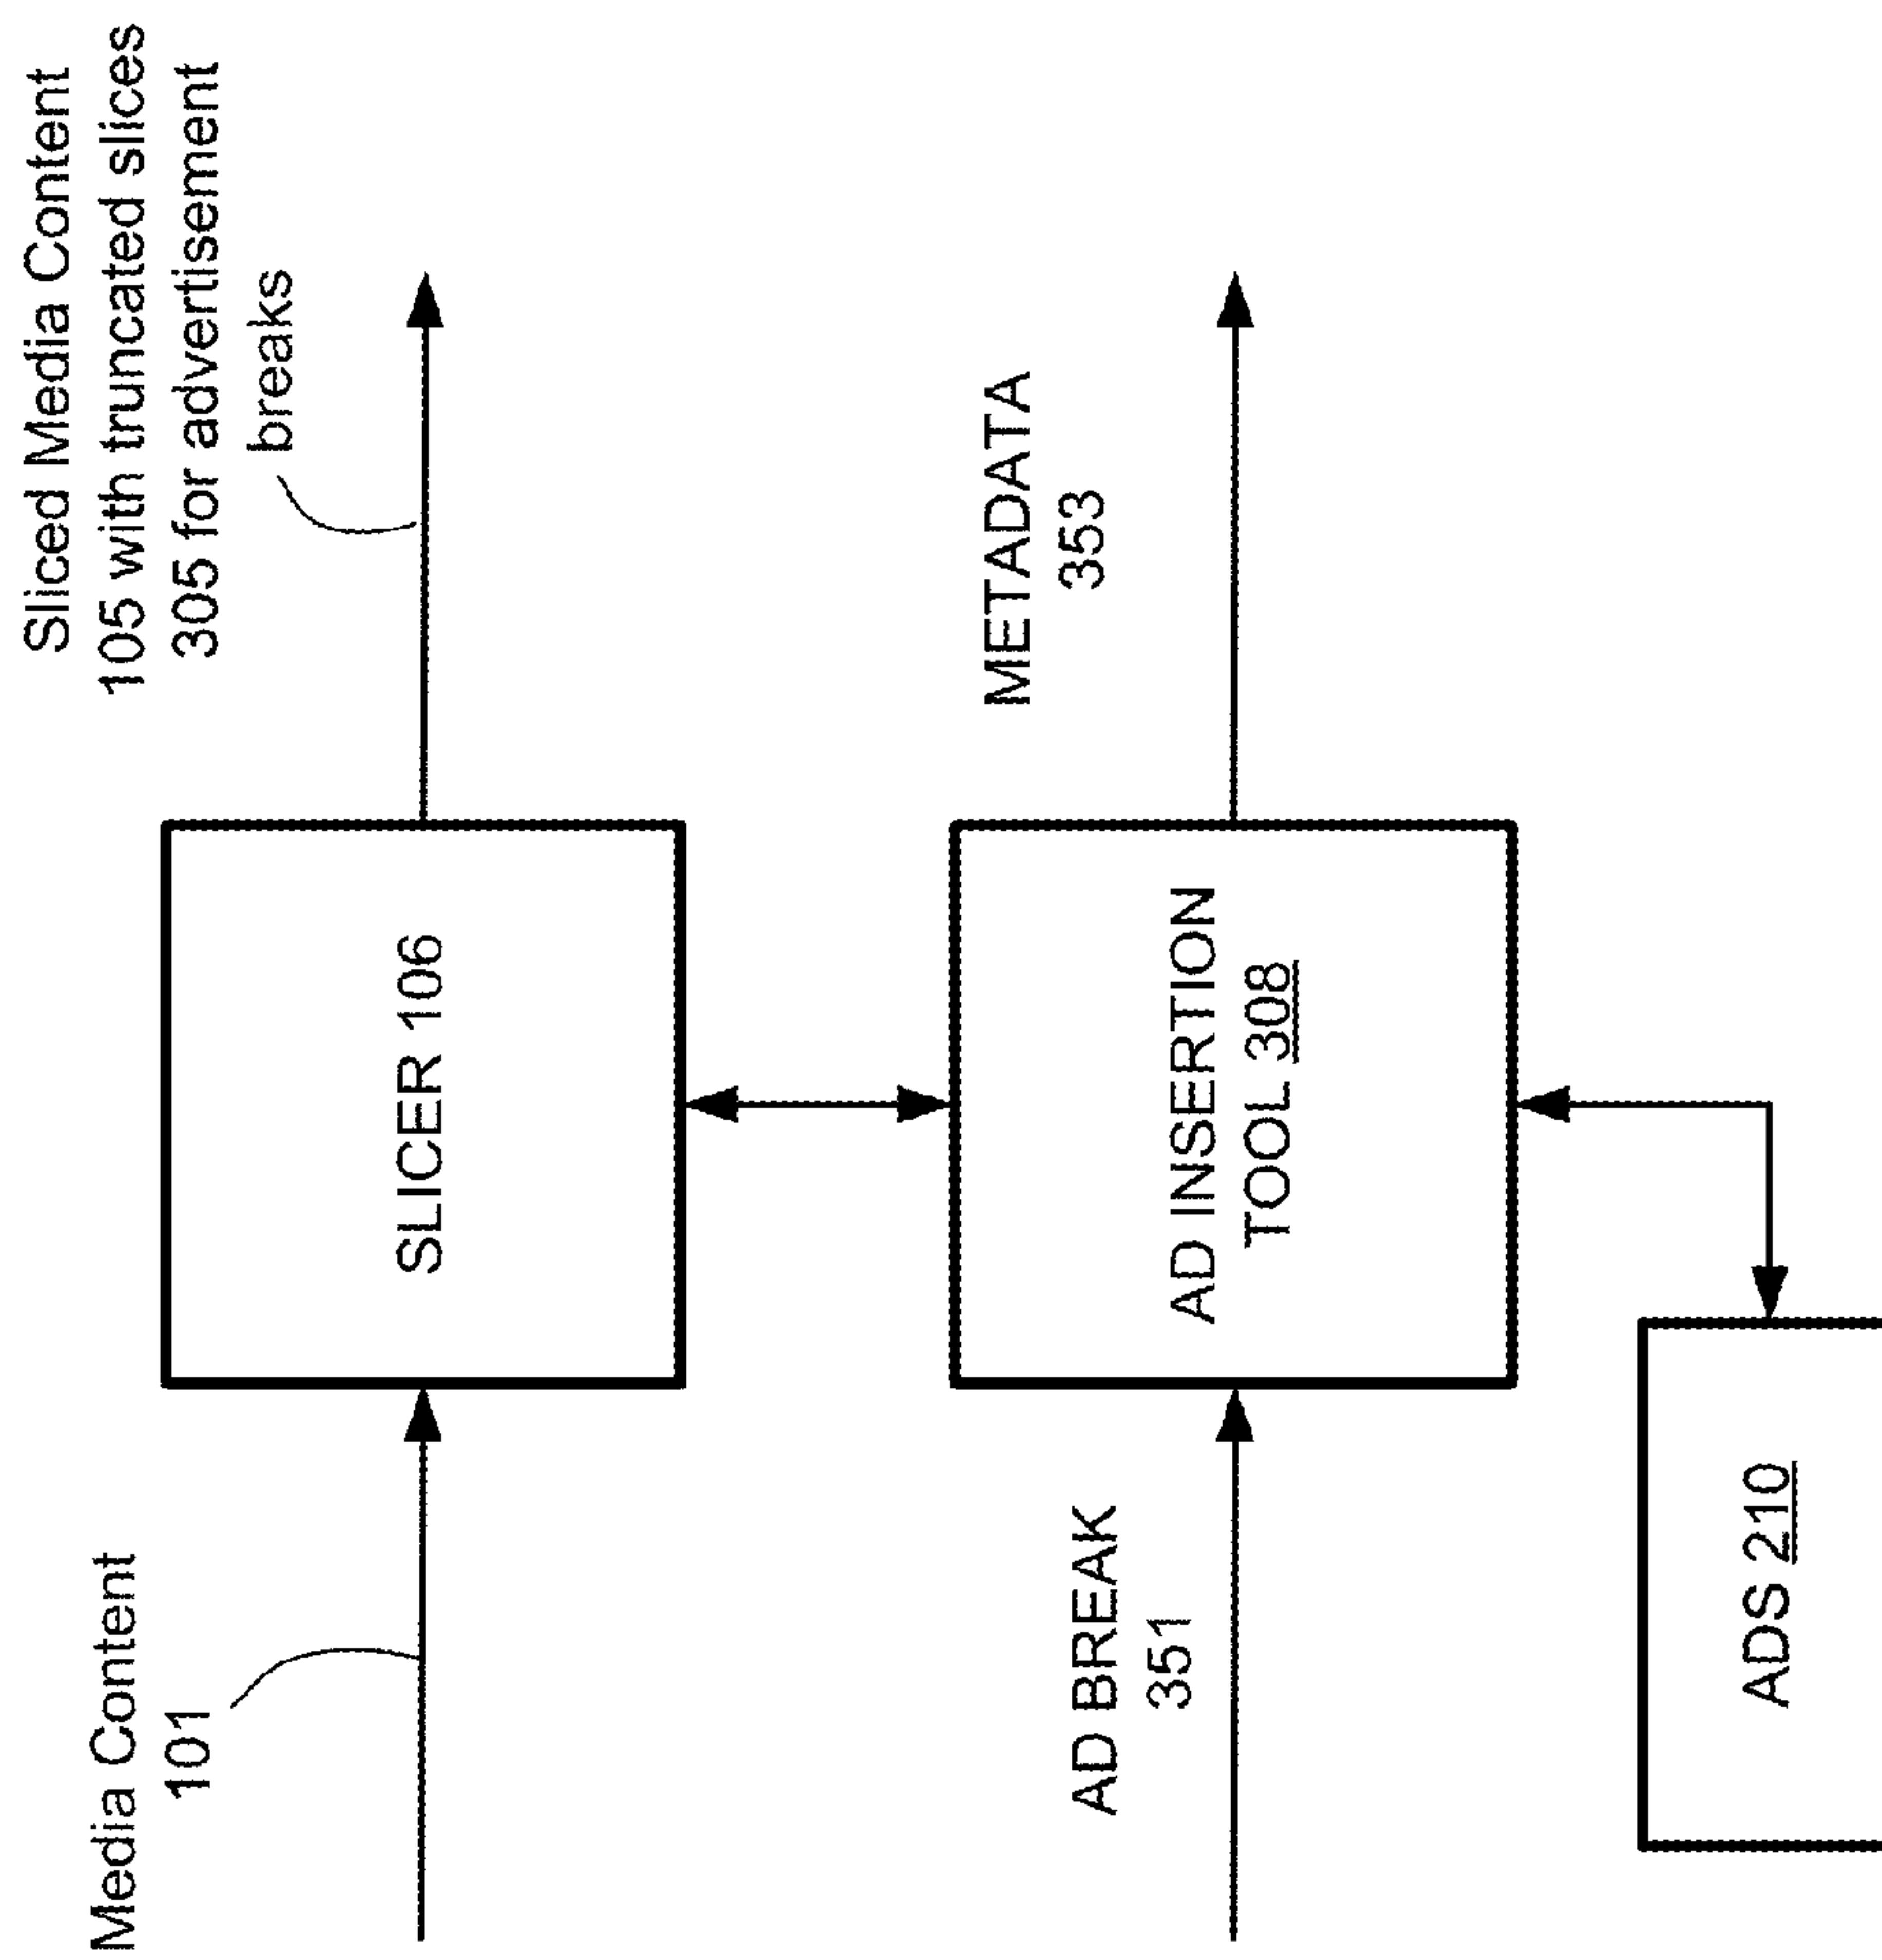 Media Content
101
SLICER 106
Sliced Media Content
105 with truncated slices
305 for advertisement
breaks
AD BREAK
351
AD INSERTION
TOOL 308
METADATA
353
ADS 210